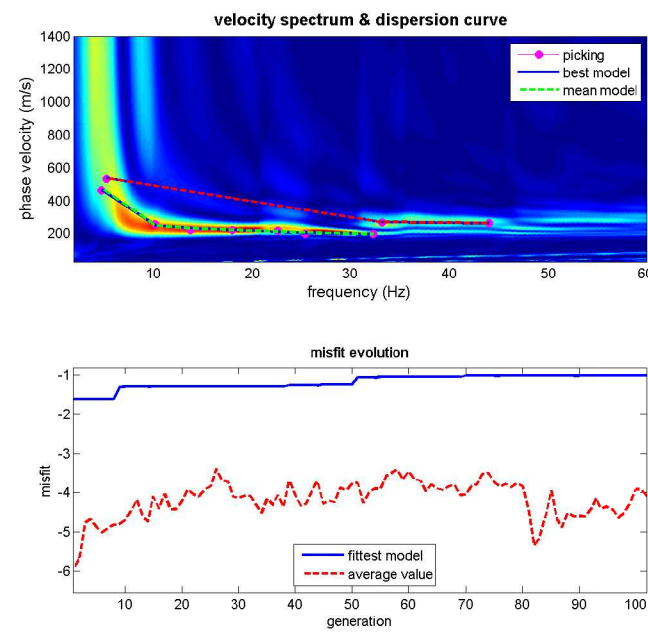 velocity spectrum & dispersion curve
1400
1200
1000
800
600
400
200
phase velocity (m/s)
picking
best model
mean model
10
20
30
40
50
60
frequency (Hz)
misfit evolution
-1
-2
-3
-4
-5
-6
misfit
fittest model
average value
10
20
30
40
50
60
70
80
90
100
generation